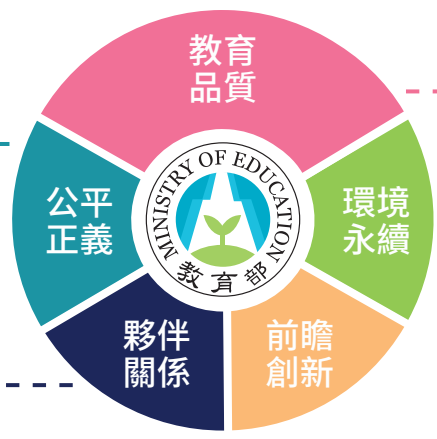 教育
品質
公平
正義
MINISTRY OF EDUCATION
教育部
環境
永續
夥伴
關係
前瞻
創新